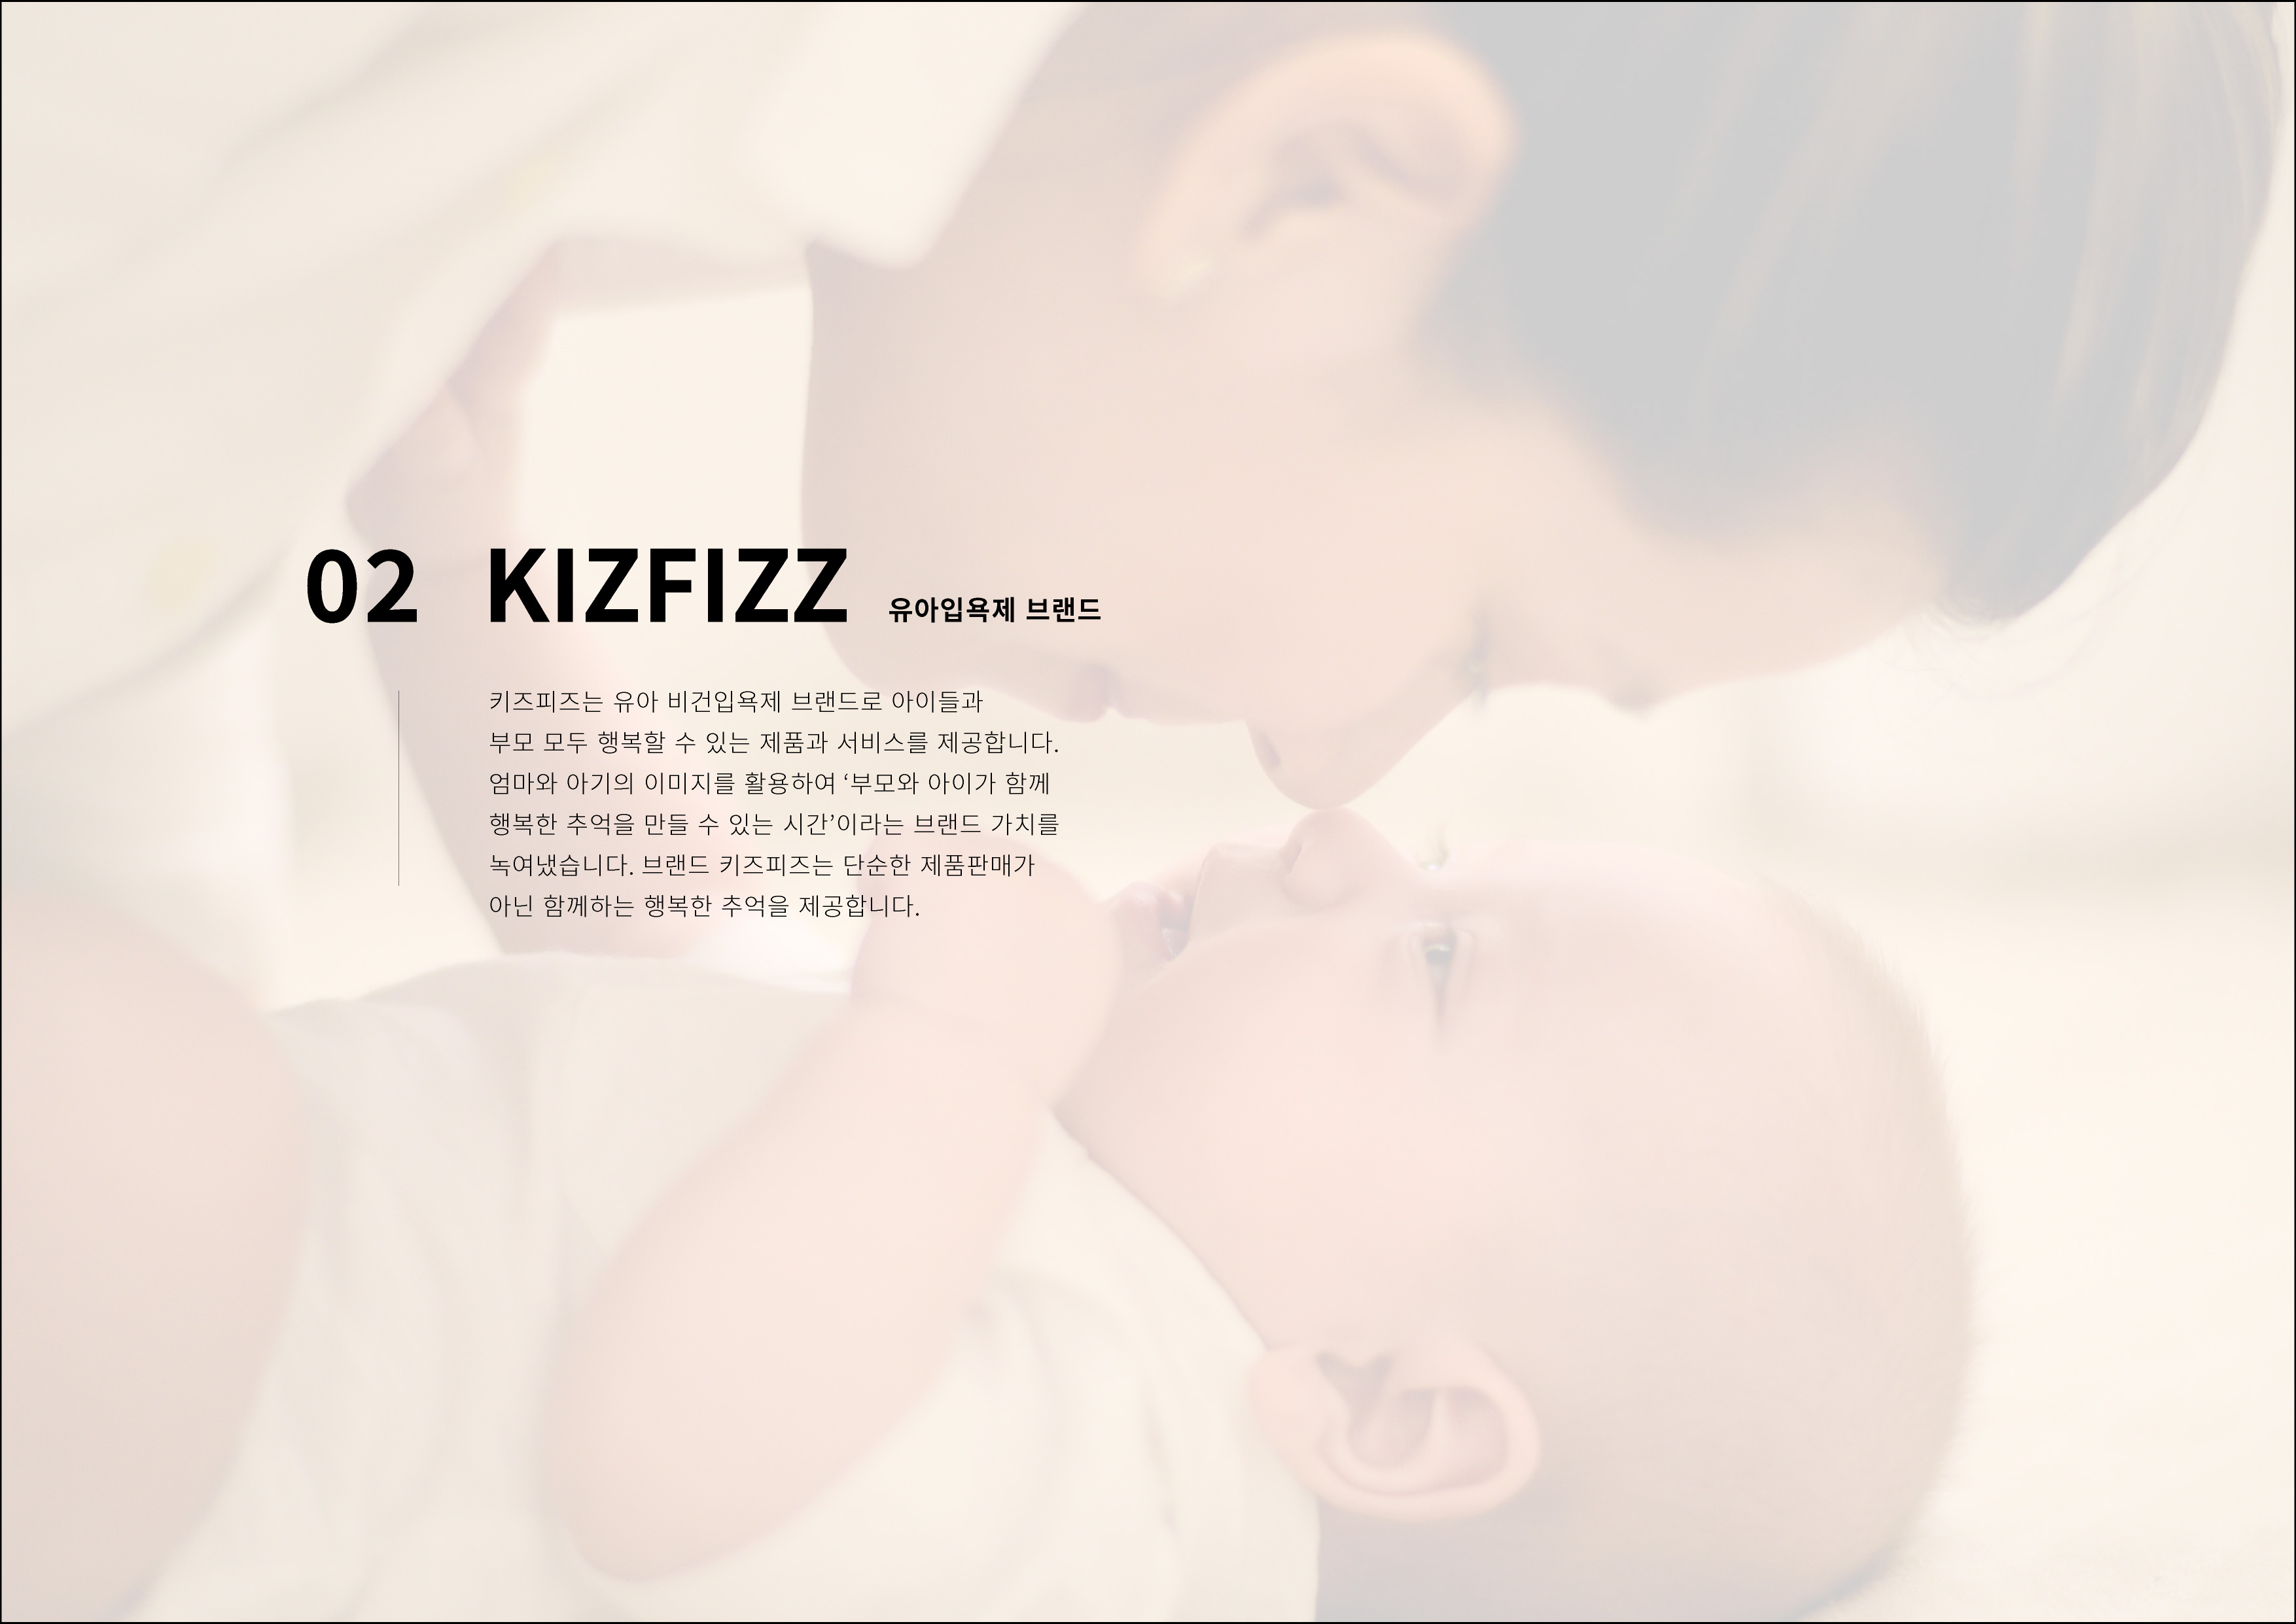 02 KIZFIZZ 유아입욕제 브랜드
키즈피즈는 유아 비건입욕제 브랜드로 아이들과
부모 모두 행복할 수 있는 제품과 서비스를 제공합니다.
엄마와 아기의 이미지를 활용하여 ‘부모와 아이가 함께
행복한 추억을 만들 수 있는 시간’이라는 브랜드 가치를
녹여냈습니다. 브랜드 키즈피즈는 단순한 제품판매가
아닌 함께하는 행복한 추억을 제공합니다.